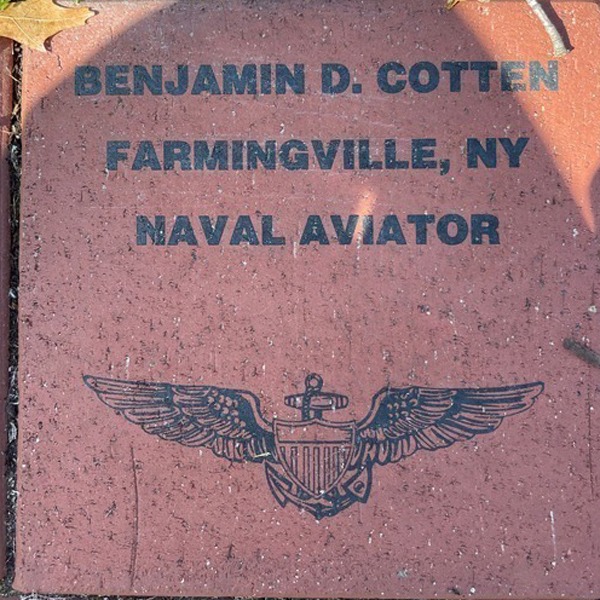 BENJAMIN D. COTTEN
FARMINGVILLE, NY
NAVAL AVIATOR